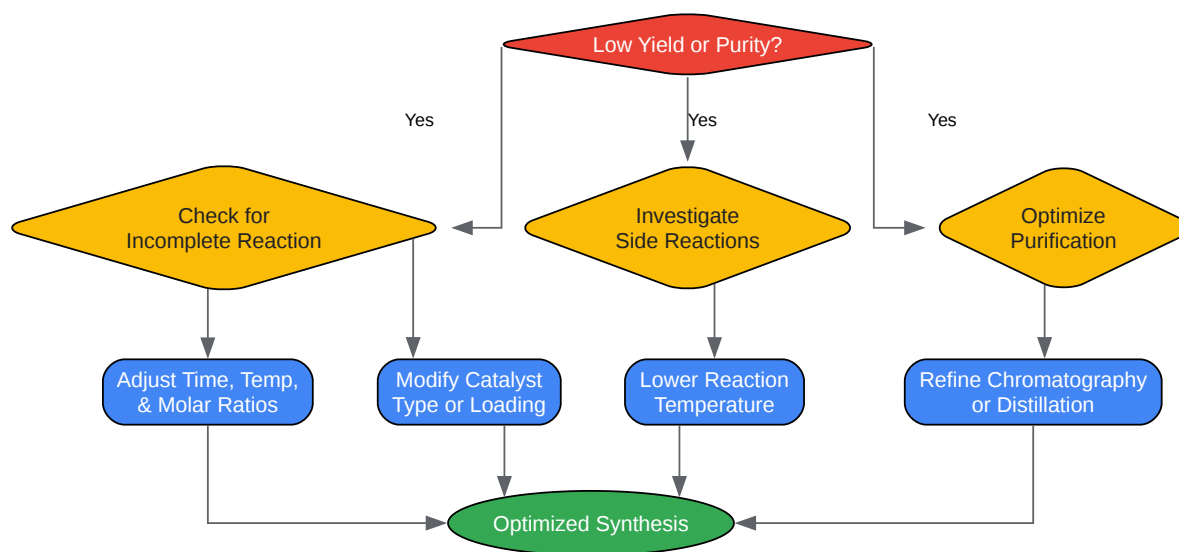 Low Yield or Purity?
Yes
Yes
Yes
Check for
Incomplete Reaction
Investigate
Side Reactions
Optimize
Purification
Adjust Time, Temp,
& Molar Ratios
Modify Catalyst
Type or Loading
Lower Reaction
Temperature
Refine Chromatography
or Distillation
Optimized Synthesis